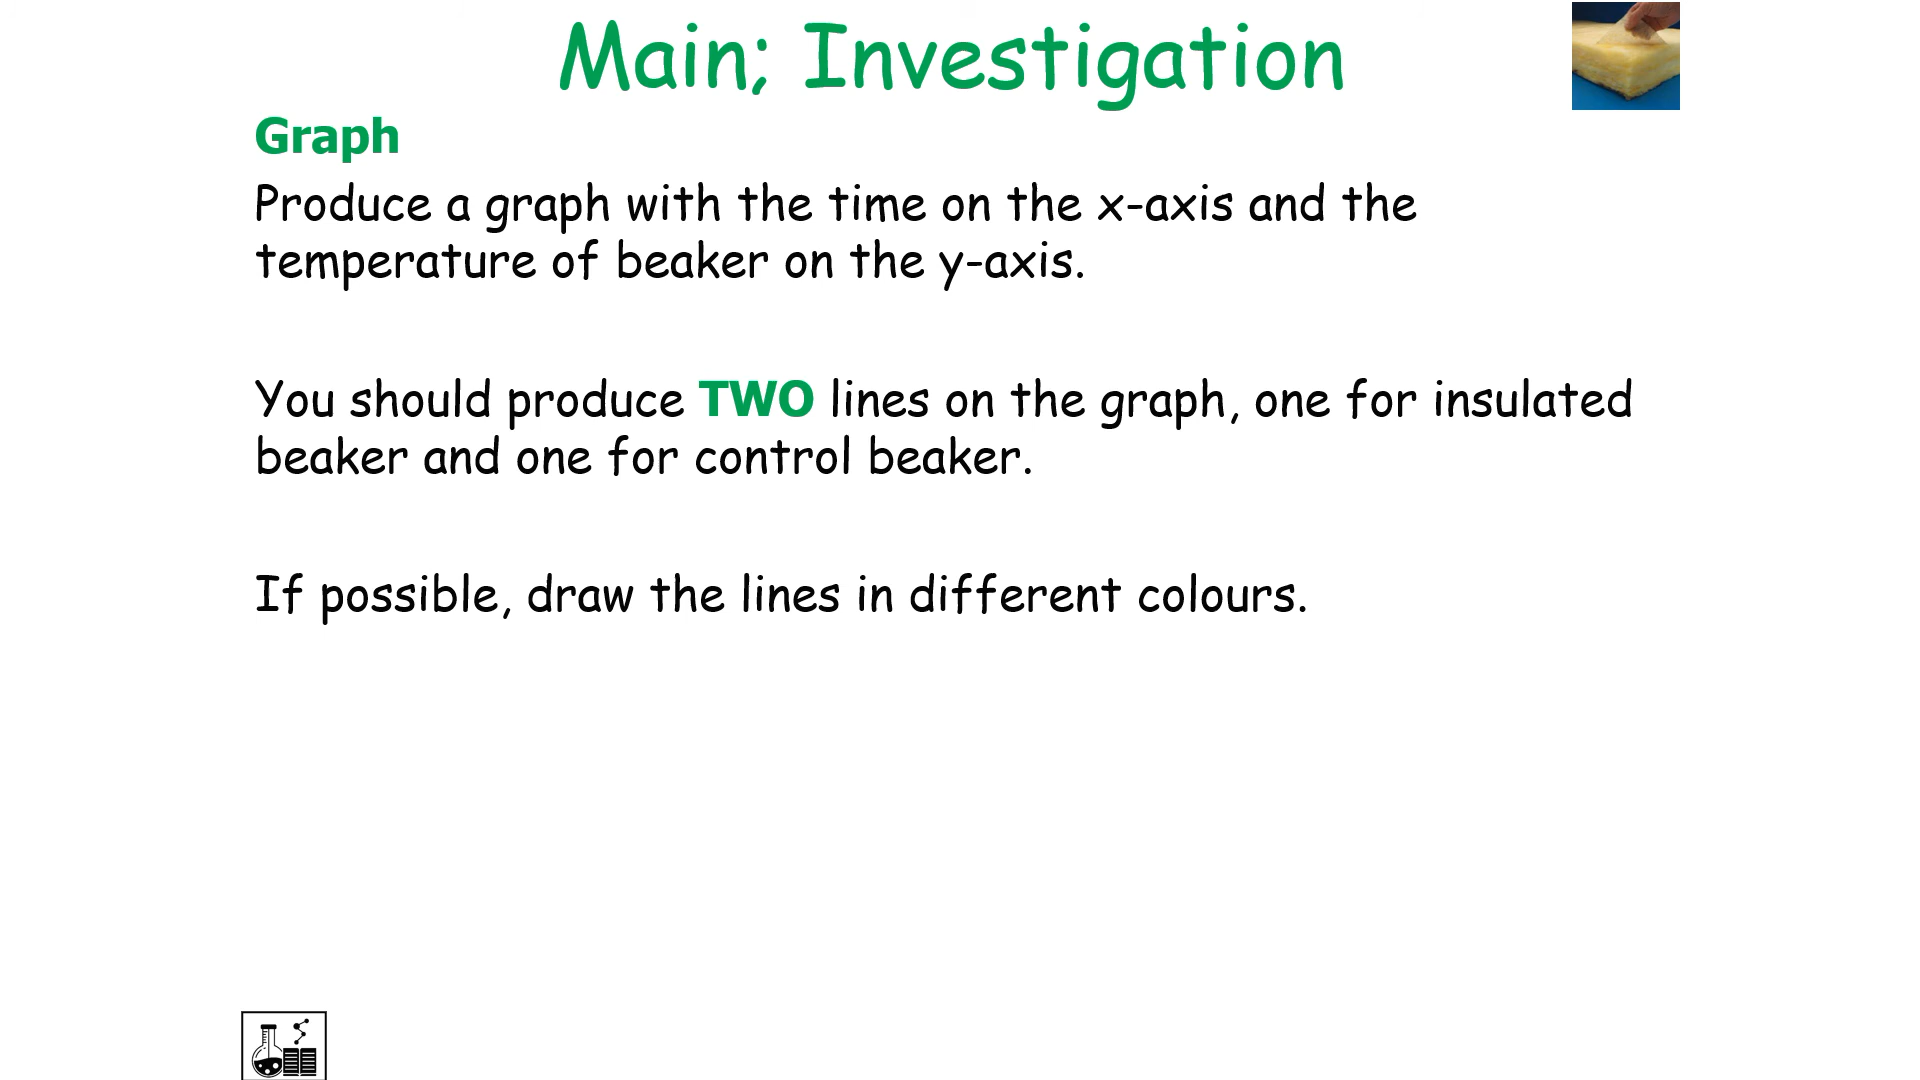 Main; Investigation
Graph
Produce a graph with the time on the x-axis and the
temperature of beaker on the y-axis.
You should produce TWO lines on the graph, one for insulated
beaker and one for control beaker.
If possible, draw the lines in different colours.